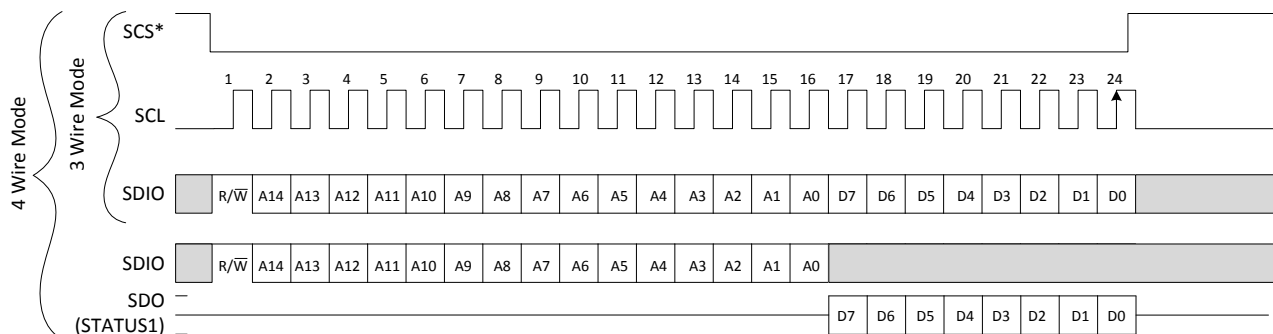 4 Wire Mode
3 Wire Mode
SCS*
1 2 3 4 5 6 7 8 9 10 11 12 13 14 15 16 17 18 19 20 21 22 23 24
SCL
SDIO R/W̅ A14 A13 A12 A11 A10 A9 A8 A7 A6 A5 A4 A3 A2 A1 A0 D7 D6 D5 D4 D3 D2 D1 D0
SDIO R/W̅ A14 A13 A12 A11 A10 A9 A8 A7 A6 A5 A4 A3 A2 A1 A0
SDO
(STATUS1) D7 D6 D5 D4 D3 D2 D1 D0